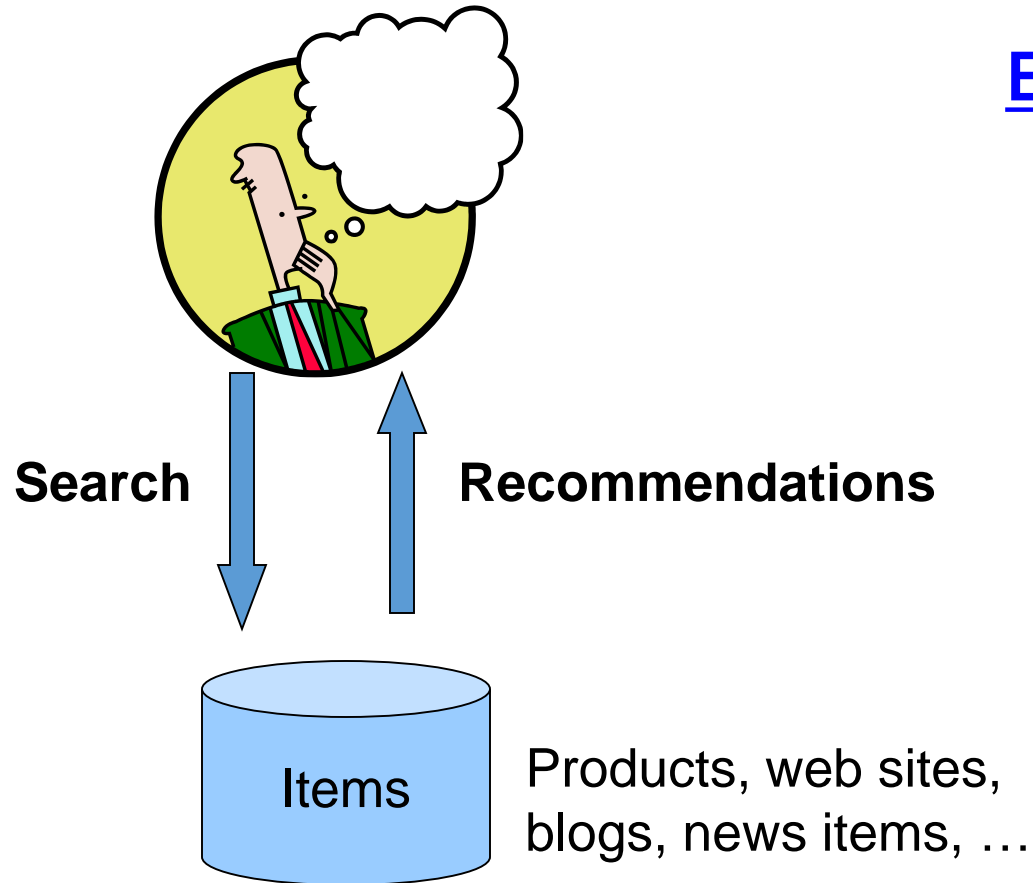 Search
Recommendations
Items
Products, web sites,
blogs, news items, …